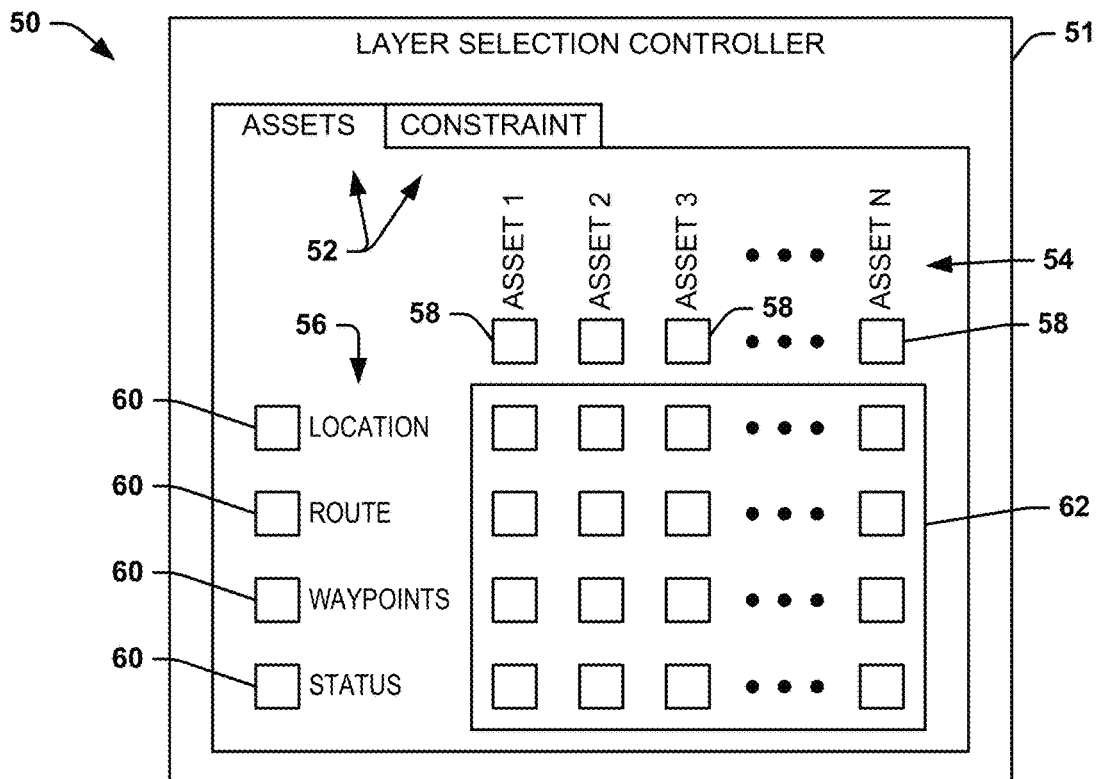 50
LAYER SELECTION CONTROLLER
51
ASSETS
CONSTRAINT
52
ASSET 1
ASSET 2
ASSET 3
ASSET N
54
56
58
58
58
60 LOCATION
60 ROUTE
62
60 WAYPOINTS
60 STATUS